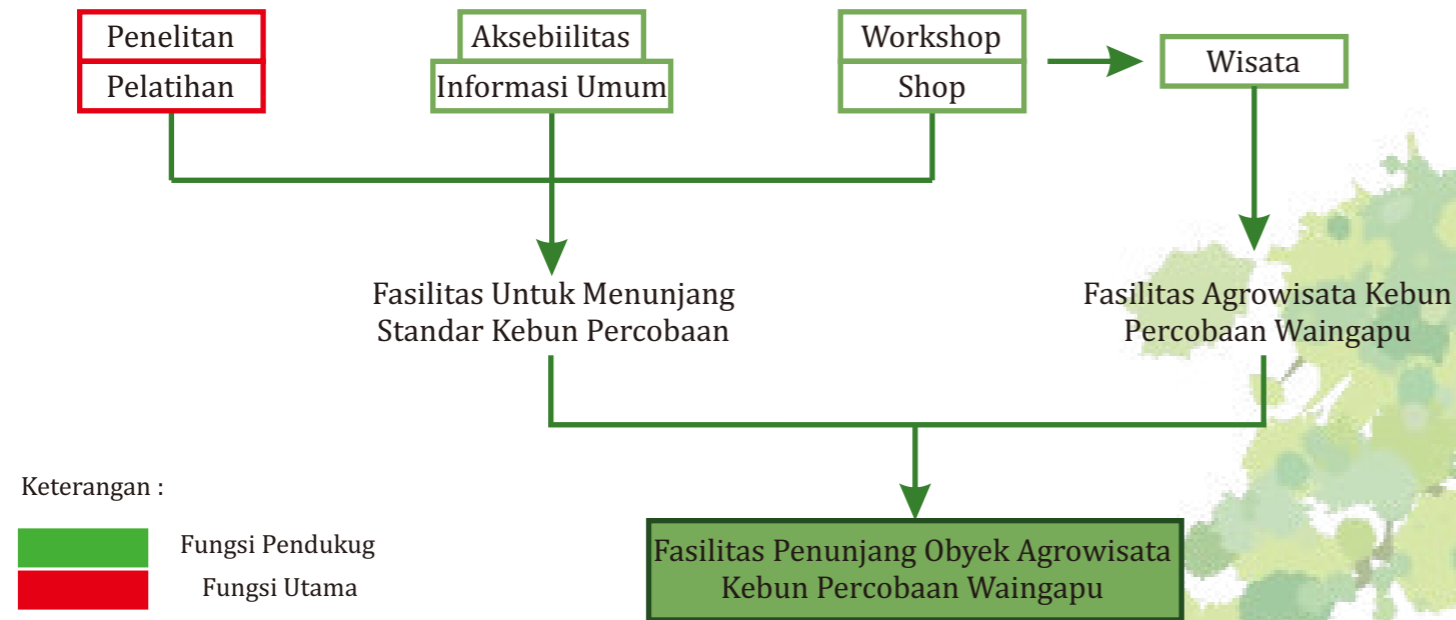 Penelitan
Pelatihan
Aksebiilitas
Informasi Umum
Workshop
Shop
Wisata
Fasilitas Untuk Menunjang
Standar Kebun Percobaan
Fasilitas Agrowisata Kebun
Percobaan Waingapu
Keterangan :
Fungsi Pendukug
Fungsi Utama
Fasilitas Penunjang Obyek Agrowisata
Kebun Percobaan Waingapu